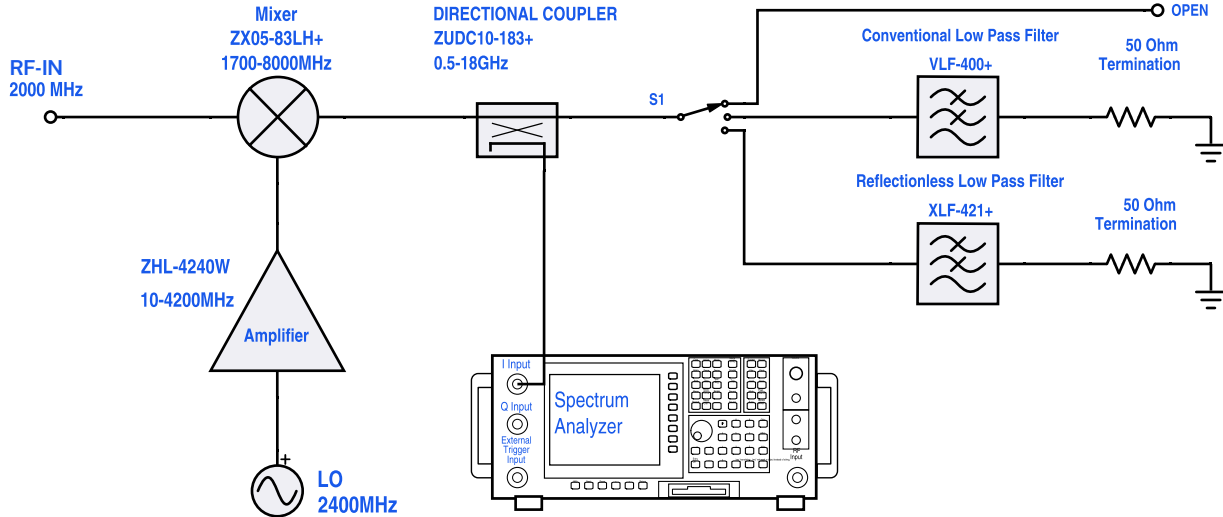 Mixer
ZX05-83LH+
1700-8000MHz
DIRECTIONAL COUPLER
ZUDC10-183+
0.5-18GHz
OPEN
Conventional Low Pass Filter
VLF-400+
50 Ohm
Termination
RF-IN
2000 MHz
S1
Reflectionless Low Pass Filter
XLF-421+
50 Ohm
Termination
ZHL-4240W
10-4200MHz
Amplifier
I Input
Q Input
External
Trigger
Input
Spectrum
Analyzer
RF
Input
+
LO
2400MHz